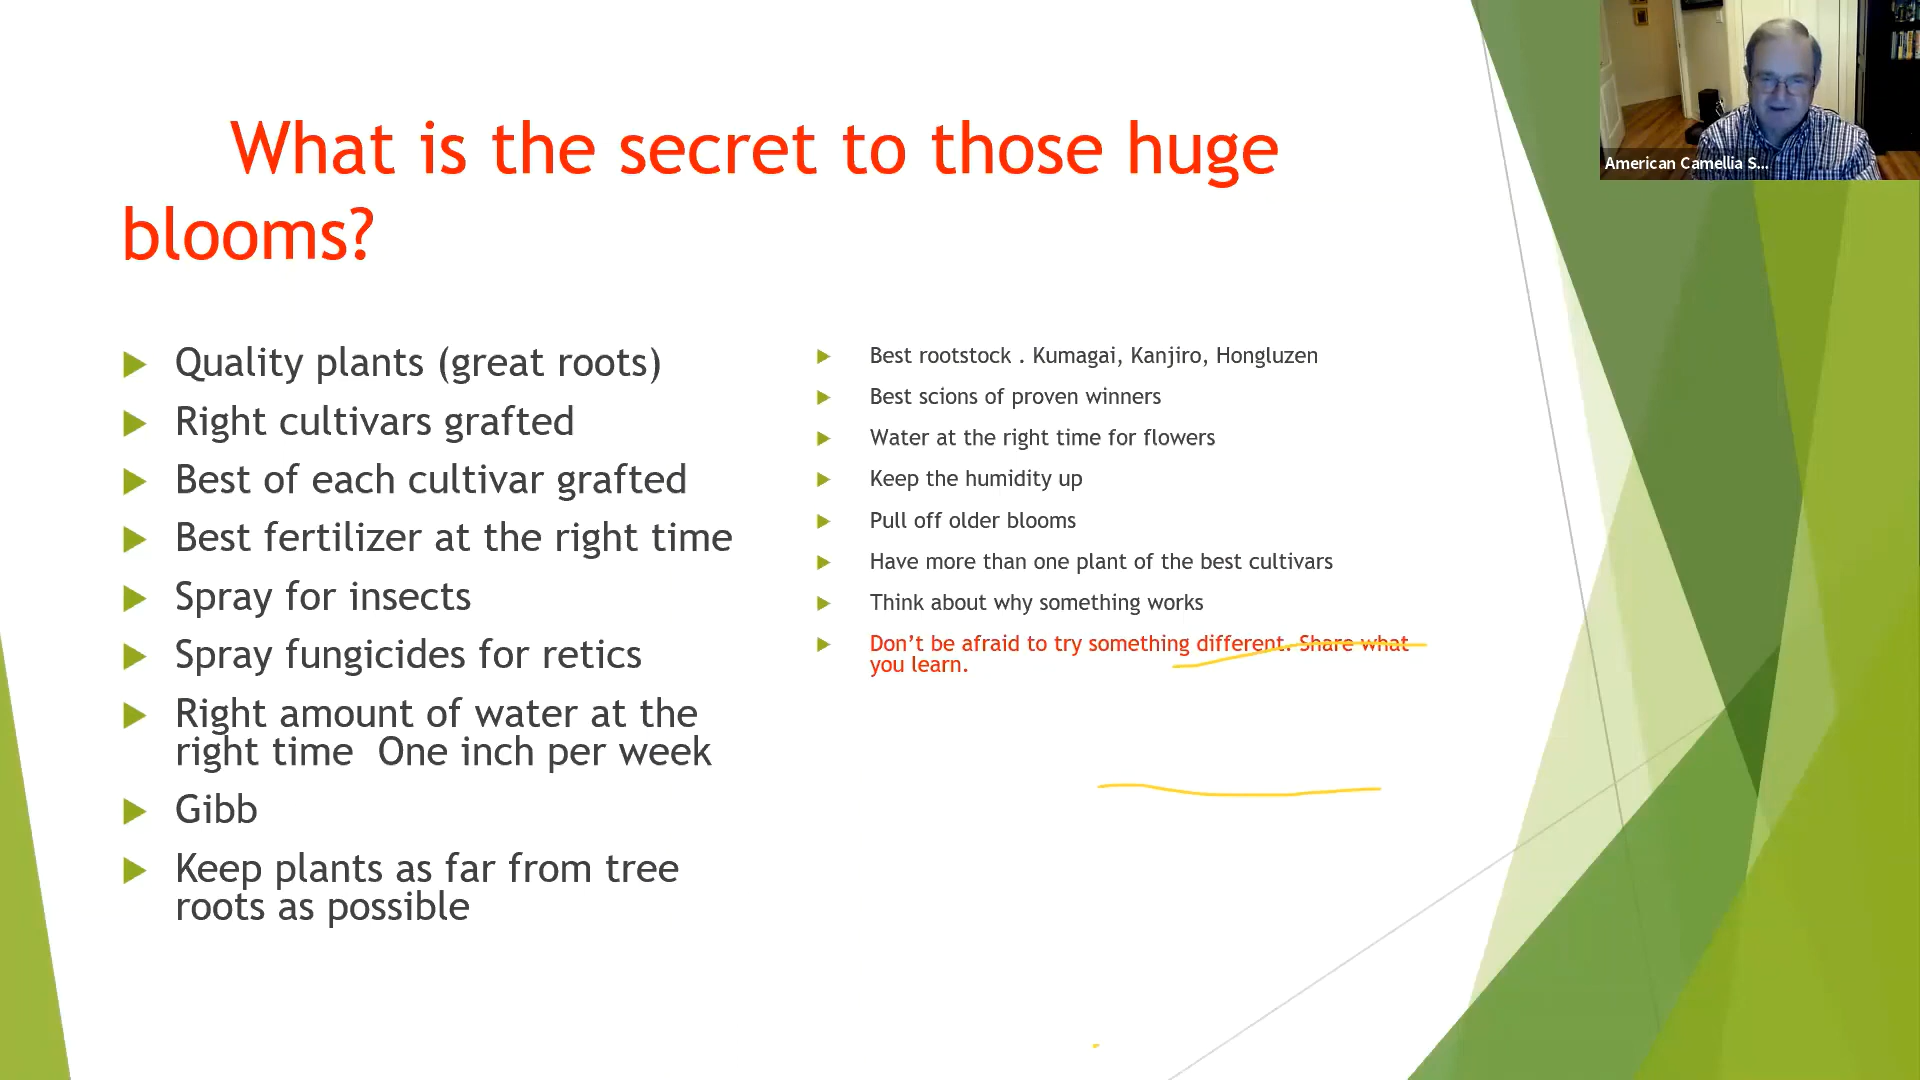 What is the secret to those huge
blooms?
Quality plants (great roots)
Right cultivars grafted
Best of each cultivar grafted
Best fertilizer at the right time
Spray for insects
Spray fungicides for retics
Right amount of water at the
right time  One inch per week
Gibb
Keep plants as far from tree
roots as possible
Best rootstock . Kumagai, Kanjiro, Hongluzen
Best scions of proven winners
Water at the right time for flowers
Keep the humidity up
Pull off older blooms
Have more than one plant of the best cultivars
Think about why something works
Don’t be afraid to try something different. Share what
you learn.
American Camellia S...